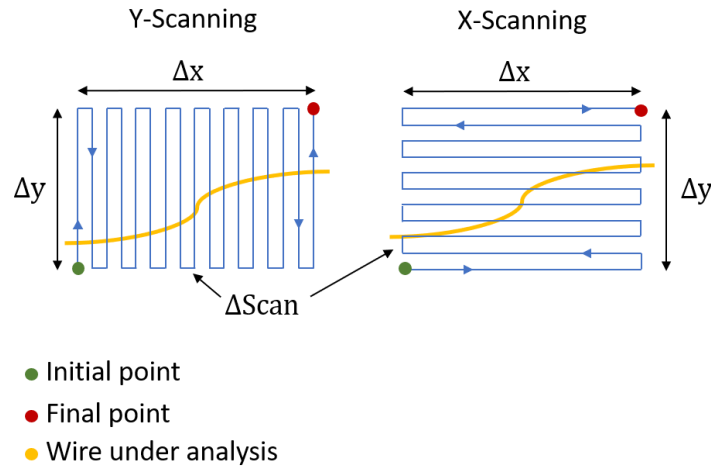 Y-Scanning
X-Scanning
Δx
Δx
Δy
Δy
ΔScan
Initial point
Final point
Wire under analysis